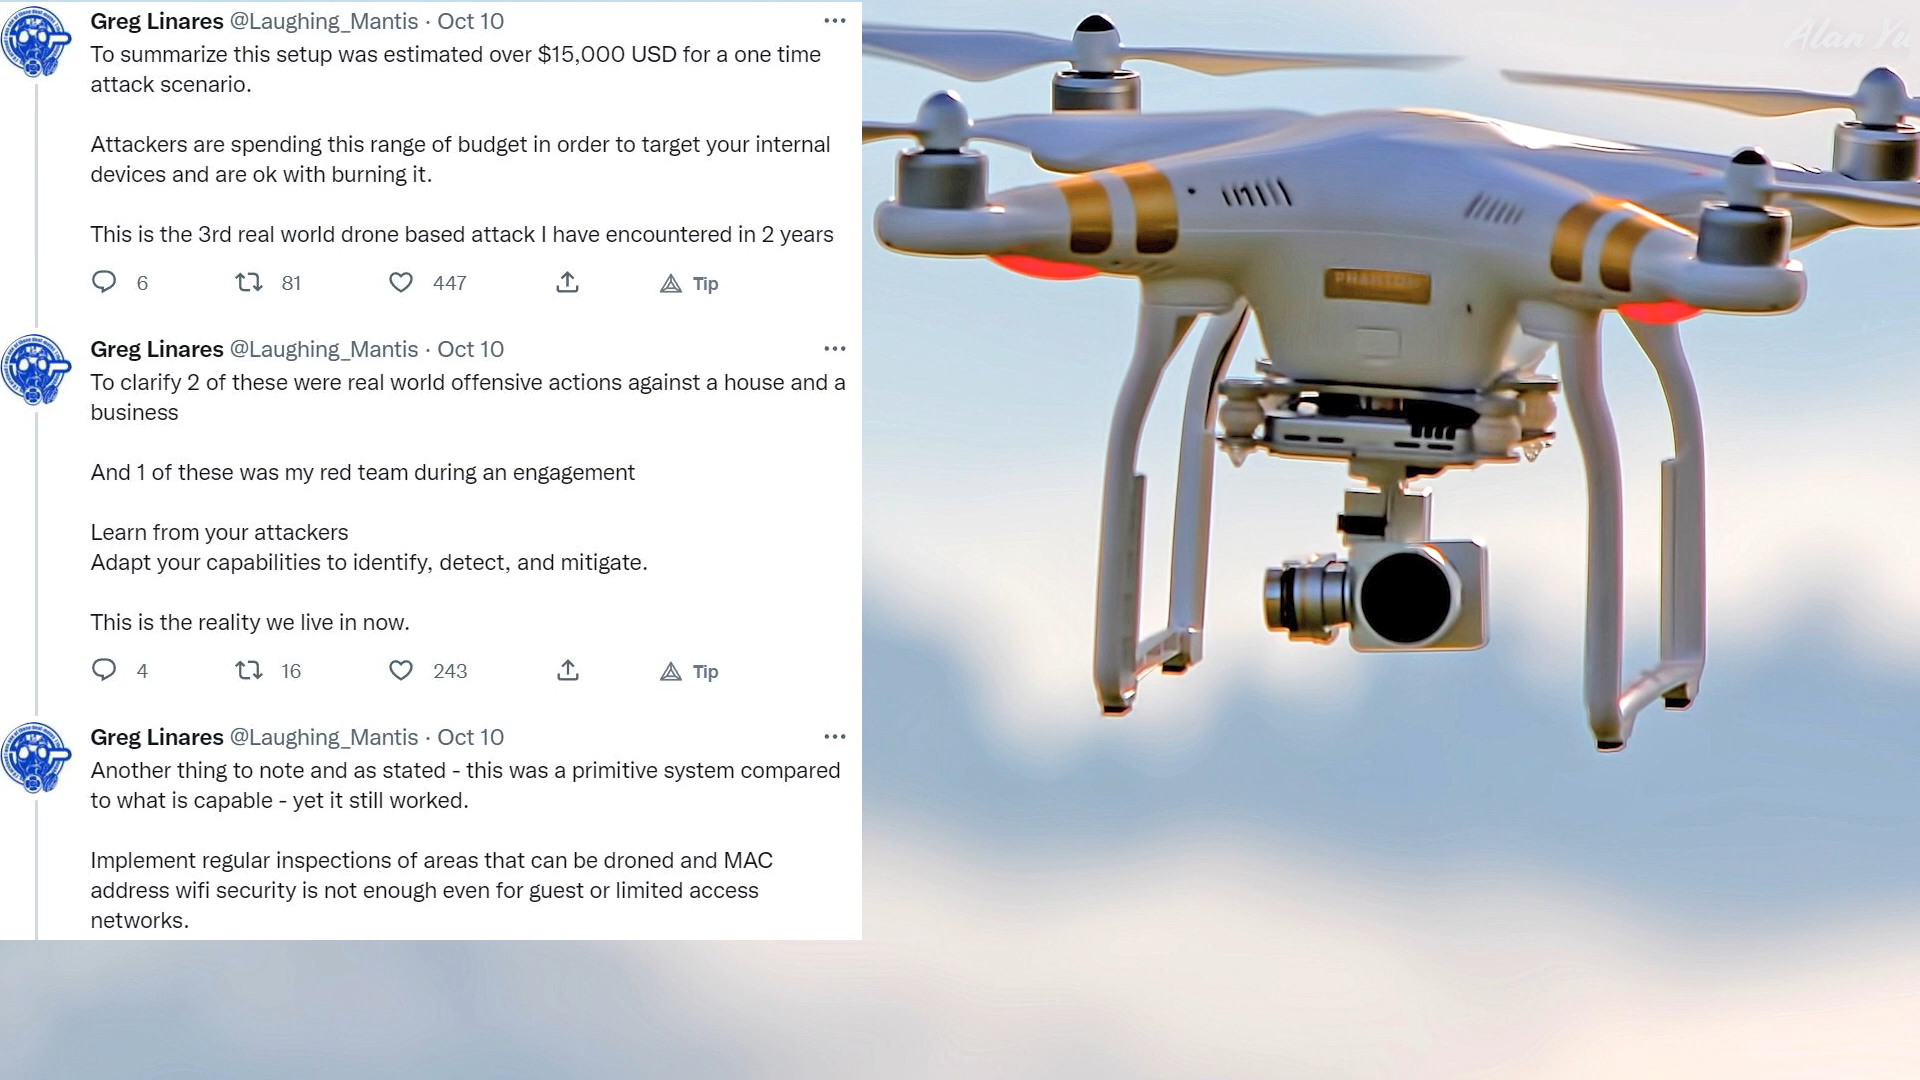 Greg Linares @Laughing_Mantis · Oct 10
To summarize this setup was estimated over $15,000 USD for a one time
attack scenario.
Attackers are spending this range of budget in order to target your internal
devices and are ok with burning it.
This is the 3rd real world drone based attack I have encountered in 2 years
6 81 447 Tip
Greg Linares @Laughing_Mantis · Oct 10
To clarify 2 of these were real world offensive actions against a house and a
business
And 1 of these was my red team during an engagement
Learn from your attackers
Adapt your capabilities to identify, detect, and mitigate.
This is the reality we live in now.
4 16 243 Tip
Greg Linares @Laughing_Mantis · Oct 10
Another thing to note and as stated - this was a primitive system compared
to what is capable - yet it still worked.
Implement regular inspections of areas that can be droned and MAC
address wifi security is not enough even for guest or limited access
networks.
Alan Yu
PHANTOM